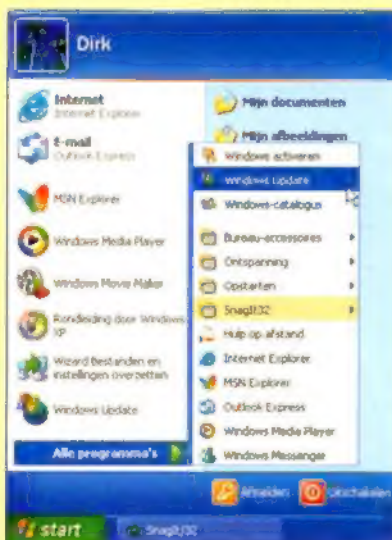 Dirk
Internet
Internet Explorer
E-mail
Outlook Express
MSN Explorer
Windows Media Player
Windows Movie Maker
Rondleiding door Windows
XP
Wizard Bestanden en
instellingen overzetten
Windows Update
Alle programma's
Mijn documenten
Mijn afbeeldingen
Windows activeren
Windows Update
Windows-catalogus
Bureau-accessoires
Ontspanning
Opstarten
SnagIt32
Hulp op afstand
Internet Explorer
MSN Explorer
Outlook Express
Windows Media Player
Windows Messenger
Afmelden
Uitschakelen
start
SnagIt/32